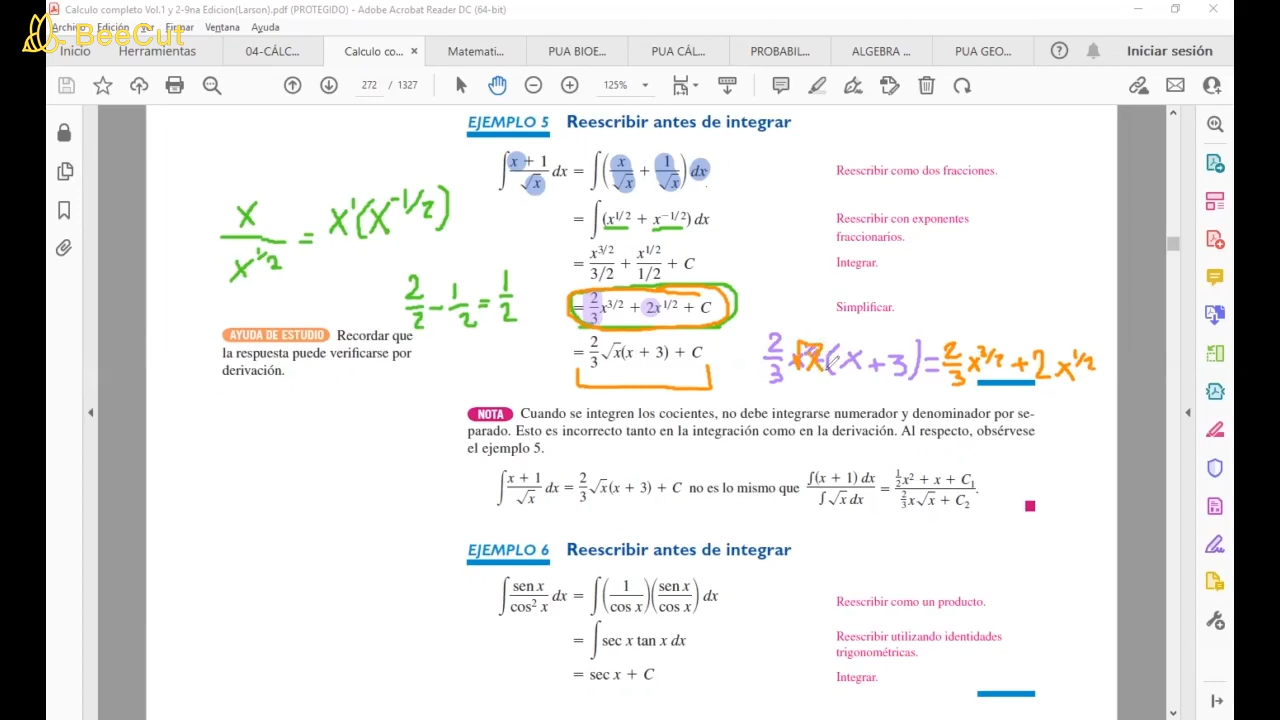 Calculo completo Vol.1 y 2-9na Edicion(Larson).pdf (PROTEGIDO) - Adobe Acrobat Reader DC (64-bit)
Archivo Edición Ver Firmar Ventana Ayuda
BeeCut
Inicio Herramientas 04-CÁLC... Calculo co... × Matemati... PUA BIOE... PUA CÁL... PROBABIL... ALGEBRA ... PUA GEO... Iniciar sesión
272 / 1327 125%
EJEMPLO 5 Reescribir antes de integrar
∫ (x + 1)/√x dx = ∫ (x/√x + 1/√x) dx Reescribir como dos fracciones.
= ∫ (x^{1/2} + x^{−1/2}) dx Reescribir con exponentes
fraccionarios.
= x^{3/2}/(3/2) + x^{1/2}/(1/2) + C Integrar.
= 2/3 x^{3/2} + 2x^{1/2} + C Simplificar.
= 2/3 √x(x + 3) + C
x/x^{1/2} = x^1(x^{-1/2})
2/2 - 1/2 = 1/2
2/3 √x (x + 3) = 2/3 x^{3/2} + 2x^{1/2}
AYUDA DE ESTUDIO Recordar que
la respuesta puede verificarse por
derivación.
NOTA Cuando se integren los cocientes, no debe integrarse numerador y denominador por se-
parado. Esto es incorrecto tanto en la integración como en la derivación. Al respecto, obsérvese
el ejemplo 5.
∫ (x + 1)/√x dx = 2/3 √x(x + 3) + C no es lo mismo que ∫(x + 1) dx / ∫√x dx = (1/2 x² + x + C₁)/(2/3 x√x + C₂).
EJEMPLO 6 Reescribir antes de integrar
∫ sen x/cos² x dx = ∫ (1/cos x)(sen x/cos x) dx Reescribir como un producto.
= ∫ sec x tan x dx Reescribir utilizando identidades
trigonométricas.
= sec x + C Integrar.